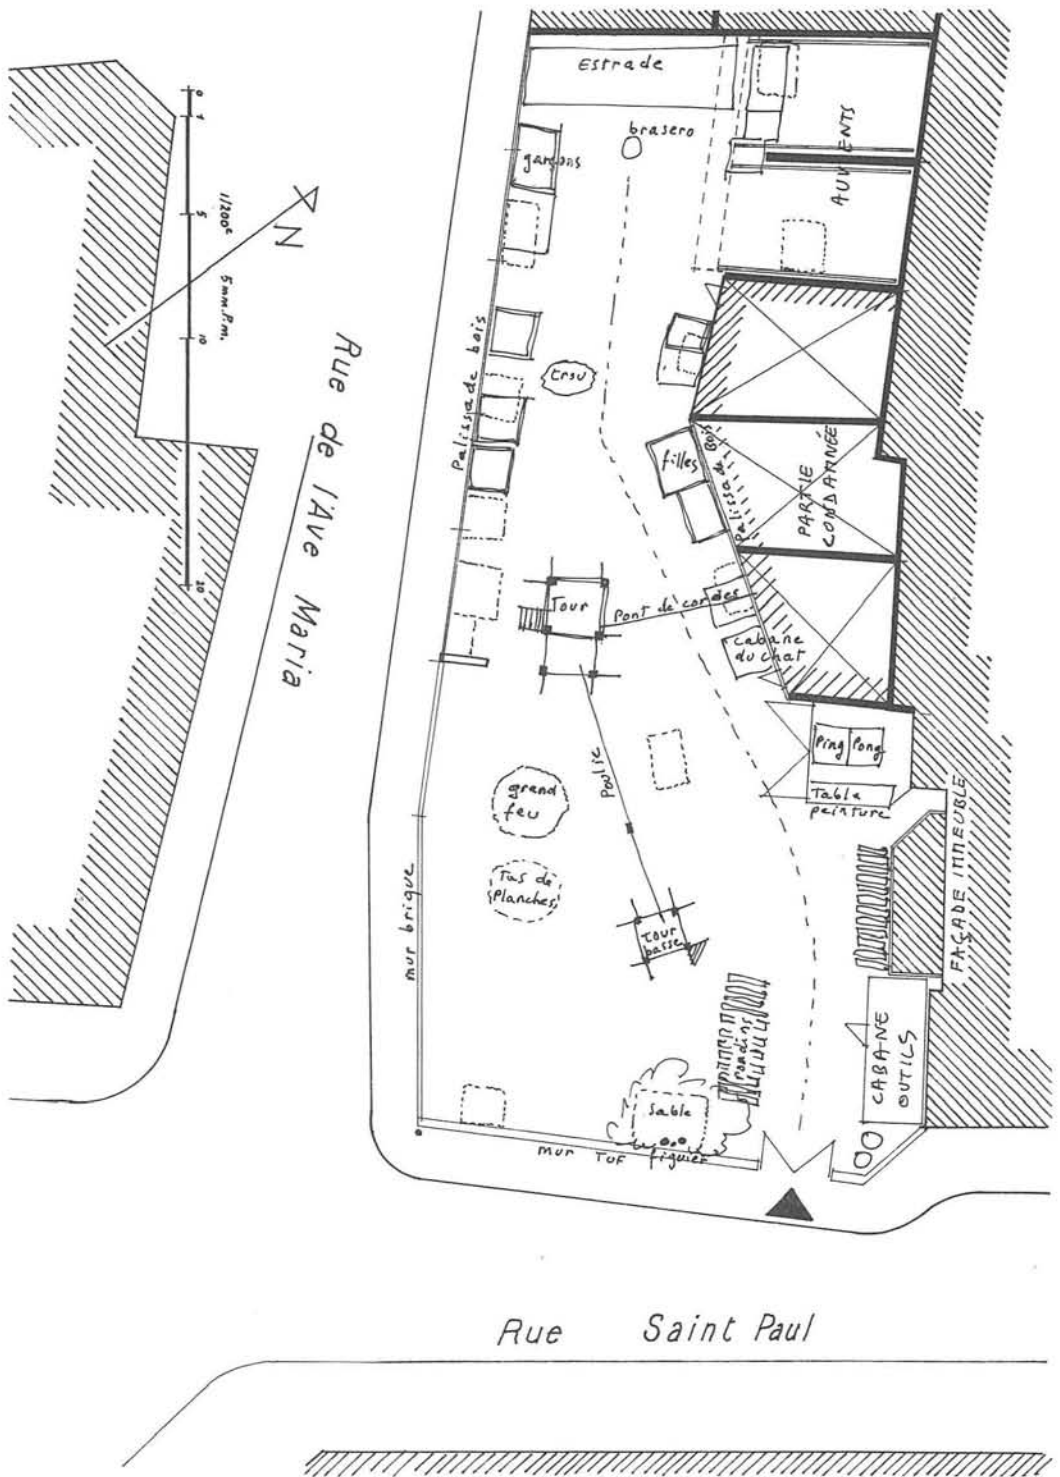 Estrade
brasero
garçons
AUVENTS
0
1
5
10
20
1/200e
5mm.P.m.
N
Rue de l'Ave Maria
Palissade bois
trou
filles
Palissade Bois
PARTIE
CONDAMNÉE
Tour
Pont de cordes
cabane
du chat
Ping Pong
Table
peinture
Poulie
grand
feu
Tas de
Planches
mur brique
Tour
basse
FAÇADE IMMEUBLE
rondins
CABANE
OUTILS
Sable
mur TUF figuier
Rue Saint Paul